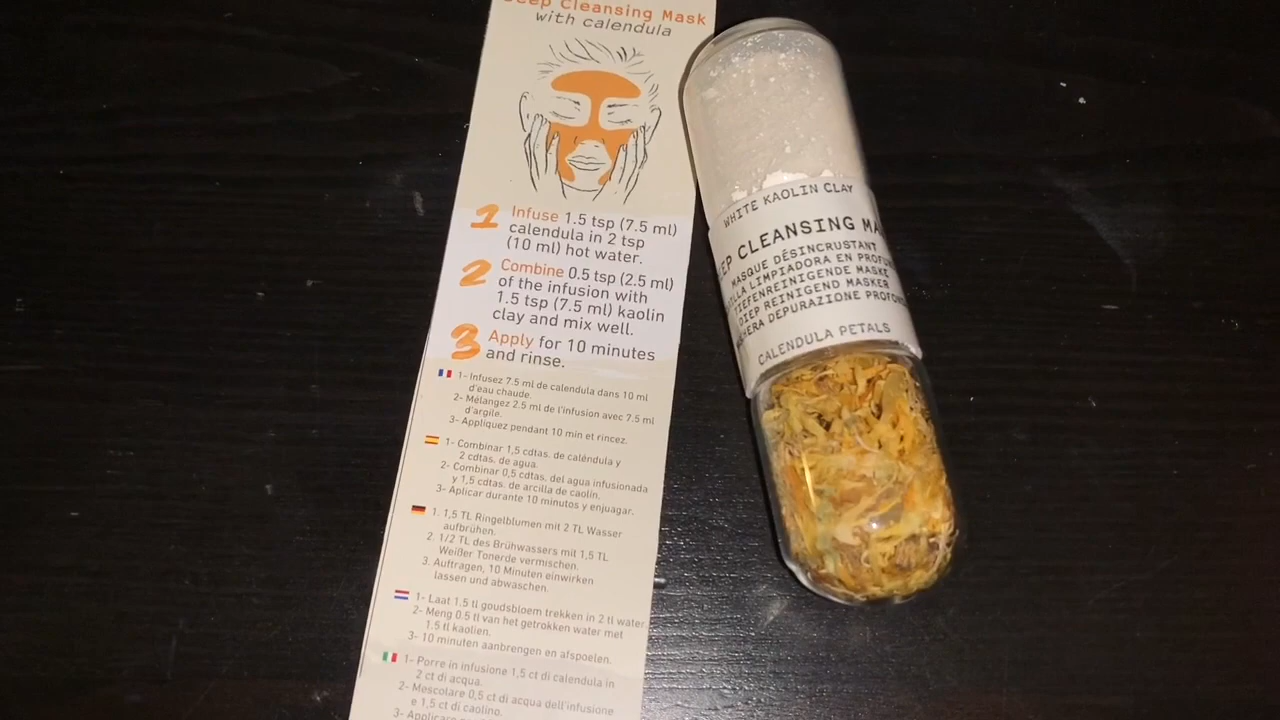 Deep Cleansing Mask
with calendula
1 Infuse 1.5 tsp (7.5 ml)
calendula in 2 tsp
(10 ml) hot water.
2 Combine 0.5 tsp (2.5 ml)
of the infusion with
1.5 tsp (7.5 ml) kaolin
clay and mix well.
3 Apply for 10 minutes
and rinse.
1- Infusez 7.5 ml de calendula dans 10 ml
d'eau chaude.
2- Mélangez 2.5 ml de l'infusion avec 7.5 ml
d'argile.
3- Appliquez pendant 10 min et rincez.
1- Combinar 1,5 cdtas. de caléndula y
2 cdtas. de agua.
2- Combinar 0,5 cdtas. del agua infusionada
y 1,5 cdtas. de arcilla de caolín.
3- Aplicar durante 10 minutos y enjuagar.
1. 1,5 TL Ringelblumen mit 2 TL Wasser
aufbrühen.
2. 1/2 TL des Brühwassers mit 1,5 TL
Weißer Tonerde vermischen.
3. Auftragen, 10 Minuten einwirken
lassen und abwaschen.
1- Laat 1.5 tl goudsbloem trekken in 2 tl water.
2- Meng 0.5 tl van het getrokken water met
1.5 tl kaolien.
3- 10 minuten aanbrengen en afspoelen.
1- Porre in infusione 1,5 ct di calendula in
2 ct di acqua.
2- Mescolare 0,5 ct di acqua dell'infusione
e 1,5 ct di caolino.
3- Applicare
WHITE KAOLIN CLAY
EEP CLEANSING MA
MASQUE DÉSINCRUSTANT
LLA LIMPIADORA EN PROFUN
TIEFENREINIGENDE MASKE
DIEP REINIGEND MASKER
CHERA DEPURAZIONE PROFON
CALENDULA PETALS